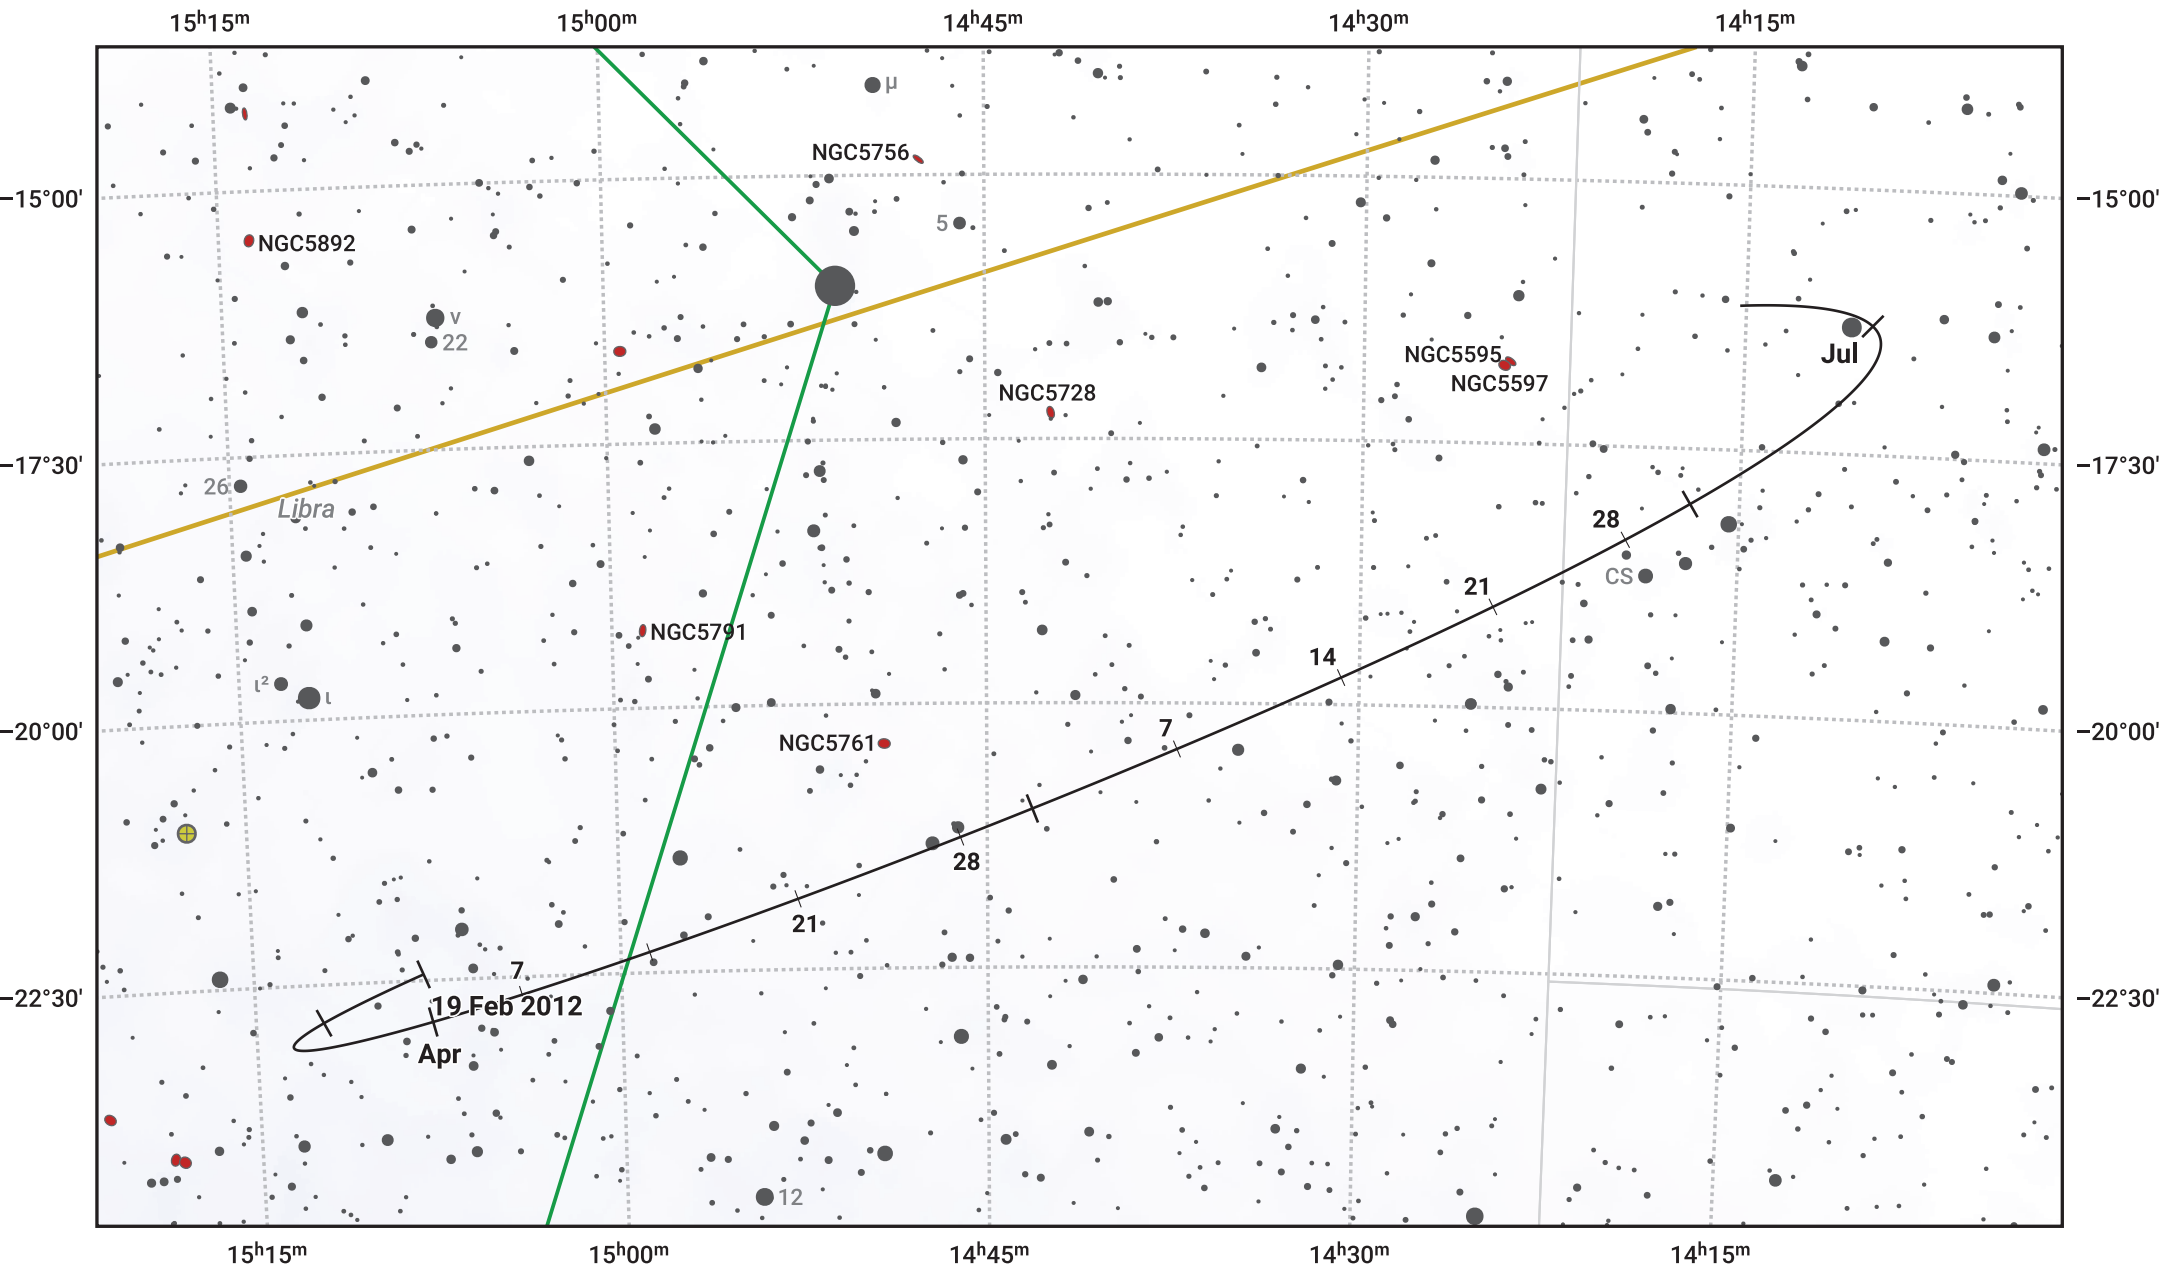 15ʰ15ᵐ 15ʰ00ᵐ 14ʰ45ᵐ 14ʰ30ᵐ 14ʰ15ᵐ
μ
NGC5756
−15°00' −15°00'
5
NGC5892
ν
22
Jul
NGC5595
NGC5597
NGC5728
−17°30' −17°30'
26
Libra
28
CS
21
NGC5791
14
ι²
ι
7
−20°00' −20°00'
NGC5761
28
21
7
−22°30' −22°30'
19 Feb 2012
Apr
12
15ʰ15ᵐ 15ʰ00ᵐ 14ʰ45ᵐ 14ʰ30ᵐ 14ʰ15ᵐ